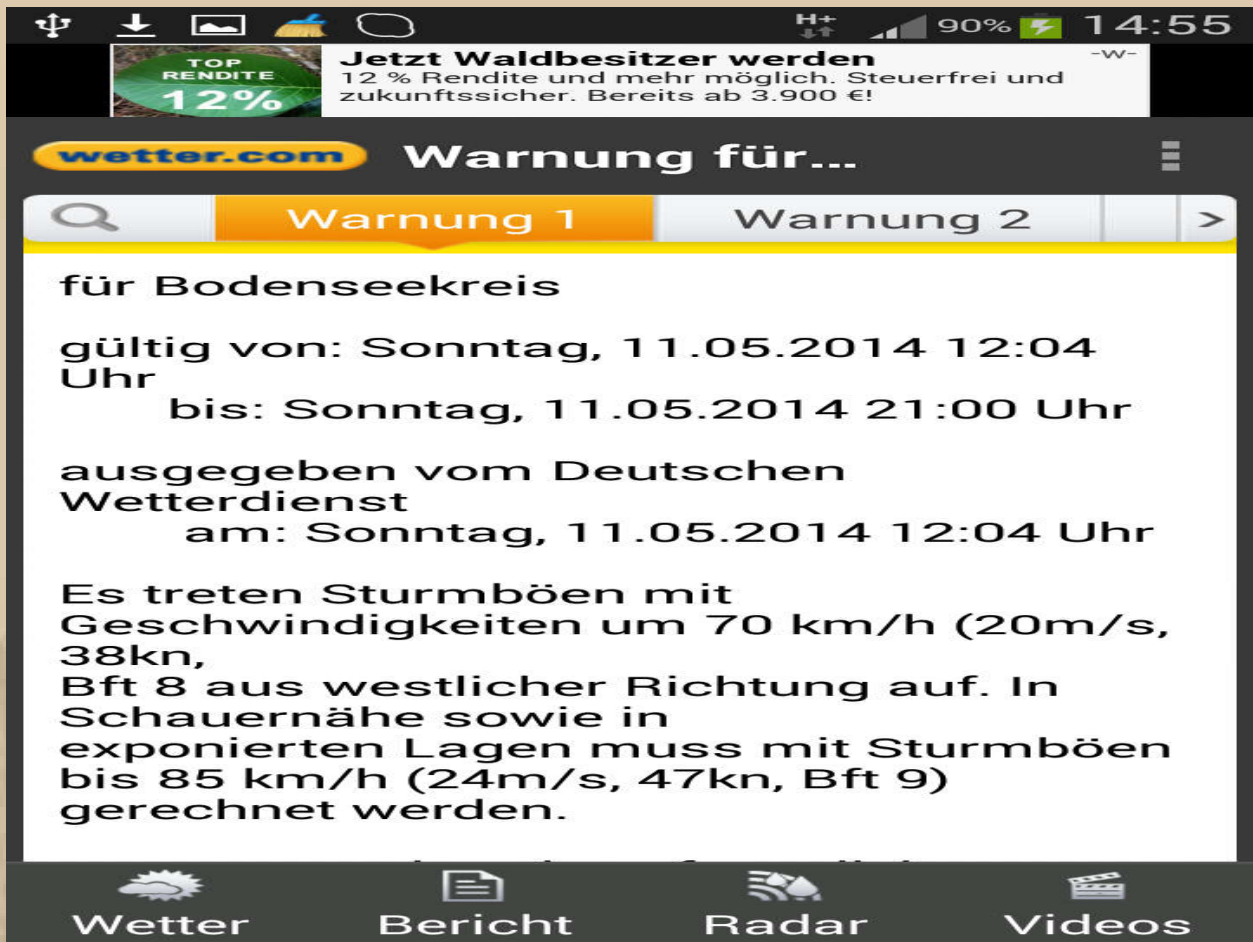 H+ 90% 14:55
TOP
RENDITE
12%
Jetzt Waldbesitzer werden
12 % Rendite und mehr möglich. Steuerfrei und
zukunftssicher. Bereits ab 3.900 €!
-W-
wetter.com Warnung für...
Warnung 1 Warnung 2 >
für Bodenseekreis
gültig von: Sonntag, 11.05.2014 12:04
Uhr
bis: Sonntag, 11.05.2014 21:00 Uhr
ausgegeben vom Deutschen
Wetterdienst
am: Sonntag, 11.05.2014 12:04 Uhr
Es treten Sturmböen mit
Geschwindigkeiten um 70 km/h (20m/s,
38kn,
Bft 8 aus westlicher Richtung auf. In
Schauernähe sowie in
exponierten Lagen muss mit Sturmböen
bis 85 km/h (24m/s, 47kn, Bft 9)
gerechnet werden.
Wetter Bericht Radar Videos